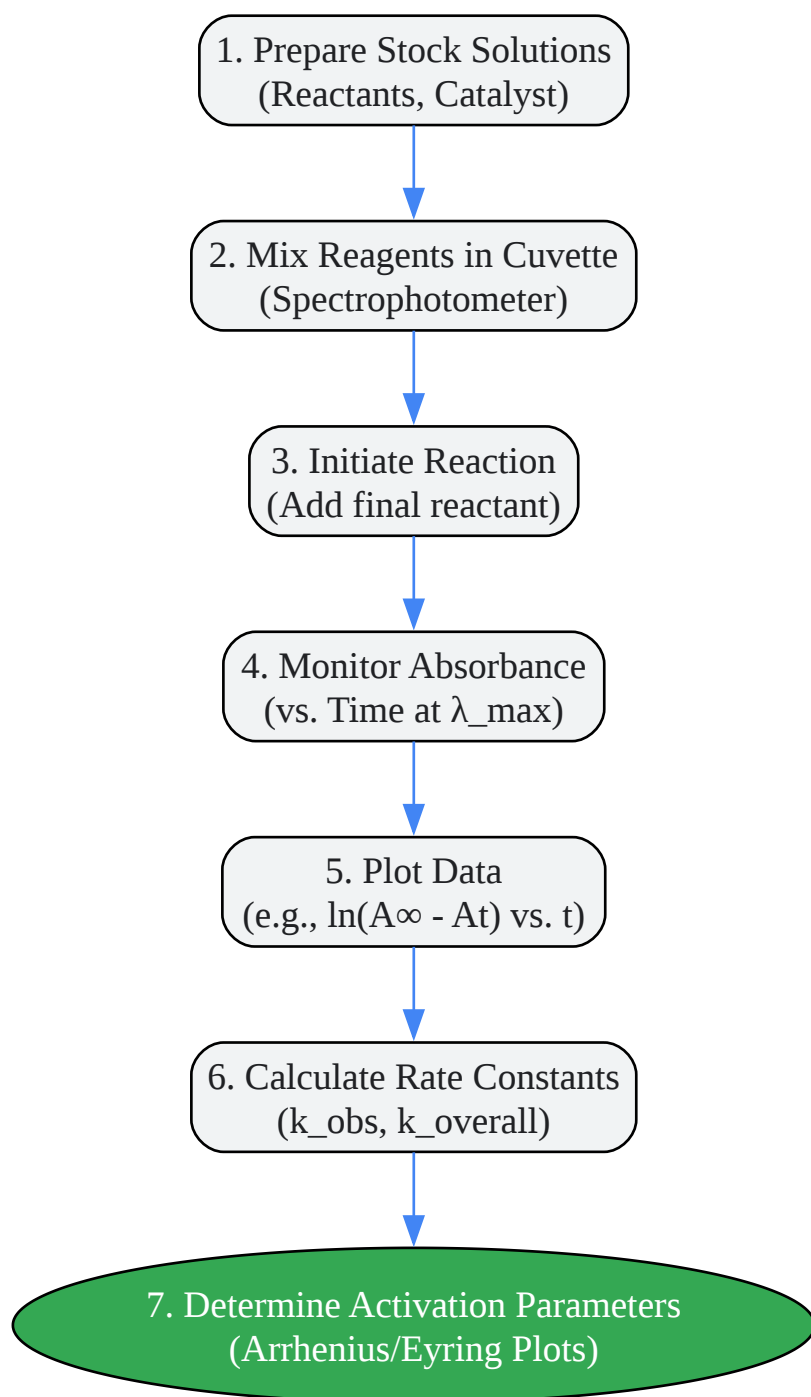 1. Prepare Stock Solutions
(Reactants, Catalyst)
2. Mix Reagents in Cuvette
(Spectrophotometer)
3. Initiate Reaction
(Add final reactant)
4. Monitor Absorbance
(vs. Time at λ_max)
5. Plot Data
(e.g., ln(A∞ - At) vs. t)
6. Calculate Rate Constants
(k_obs, k_overall)
7. Determine Activation Parameters
(Arrhenius/Eyring Plots)